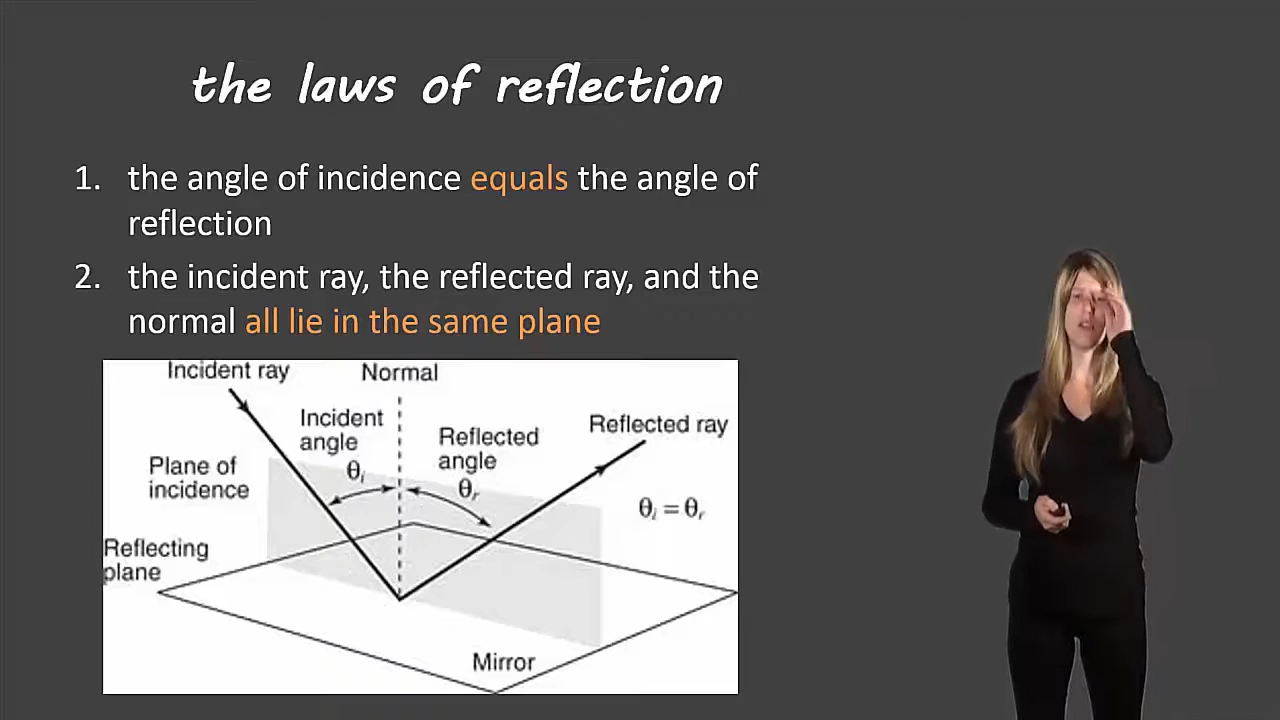 the laws of reflection
1. the angle of incidence equals the angle of
reflection
2. the incident ray, the reflected ray, and the
normal all lie in the same plane
Incident ray
Normal
Incident
angle
θi
Reflected
angle
θr
Reflected ray
Plane of
incidence
θi = θr
Reflecting
plane
Mirror